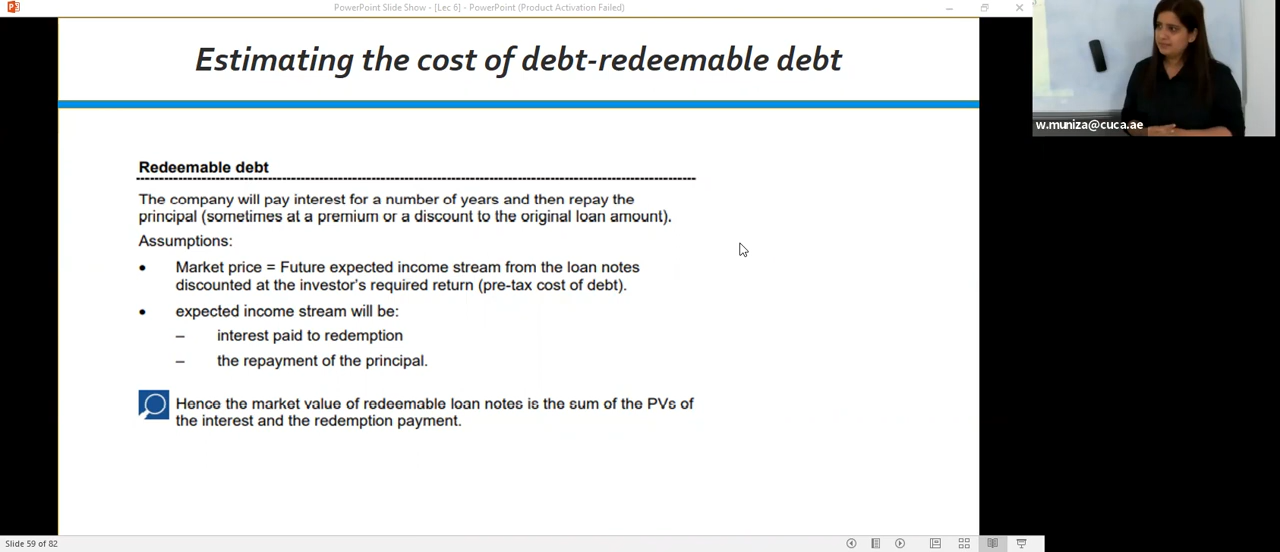 PowerPoint Slide Show - [Lec 6] - PowerPoint (Product Activation Failed)
Estimating the cost of debt-redeemable debt
w.muniza@cuca.ae
Redeemable debt
The company will pay interest for a number of years and then repay the
principal (sometimes at a premium or a discount to the original loan amount).
Assumptions:
• Market price = Future expected income stream from the loan notes
discounted at the investor's required return (pre-tax cost of debt).
• expected income stream will be:
– interest paid to redemption
– the repayment of the principal.
Hence the market value of redeemable loan notes is the sum of the PVs of
the interest and the redemption payment.
Slide 59 of 82